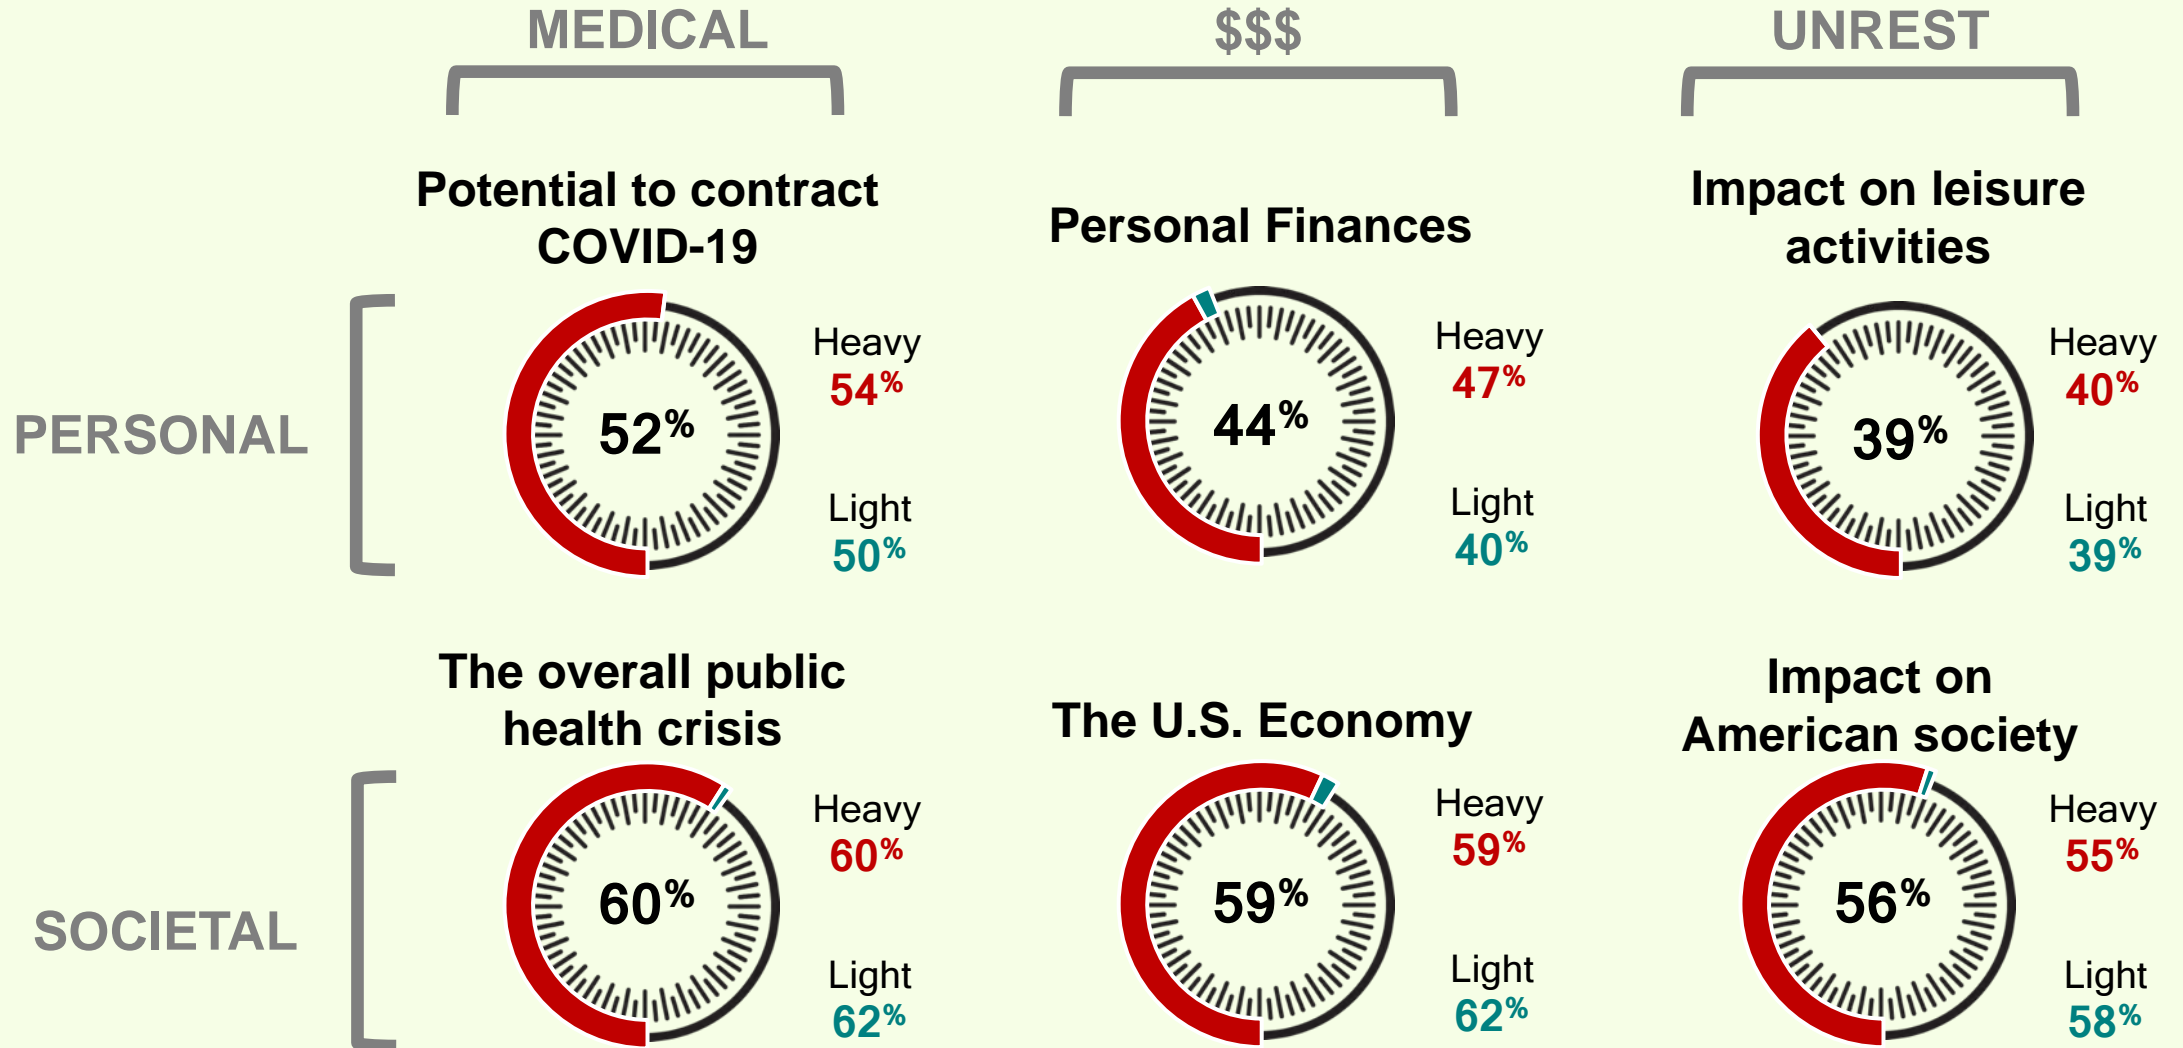 MEDICAL
$$$
UNREST
Potential to contract
COVID-19
Personal Finances
Impact on leisure
activities
PERSONAL
52%
Heavy
54%
Light
50%
44%
Heavy
47%
Light
40%
39%
Heavy
40%
Light
39%
The overall public
health crisis
The U.S. Economy
Impact on
American society
SOCIETAL
60%
Heavy
60%
Light
62%
59%
Heavy
59%
Light
62%
56%
Heavy
55%
Light
58%